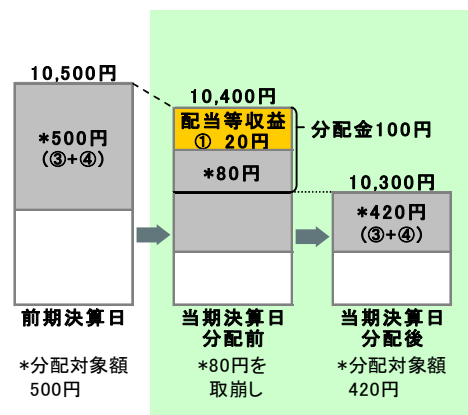 10,500円
*500円
(③+④)
前期決算日
*分配対象額
500円
10,400円
配当等収益
① 20円
*80円
分配金100円
当期決算日
分配前
*80円を
取崩し
10,300円
*420円
(③+④)
当期決算日
分配後
*分配対象額
420円